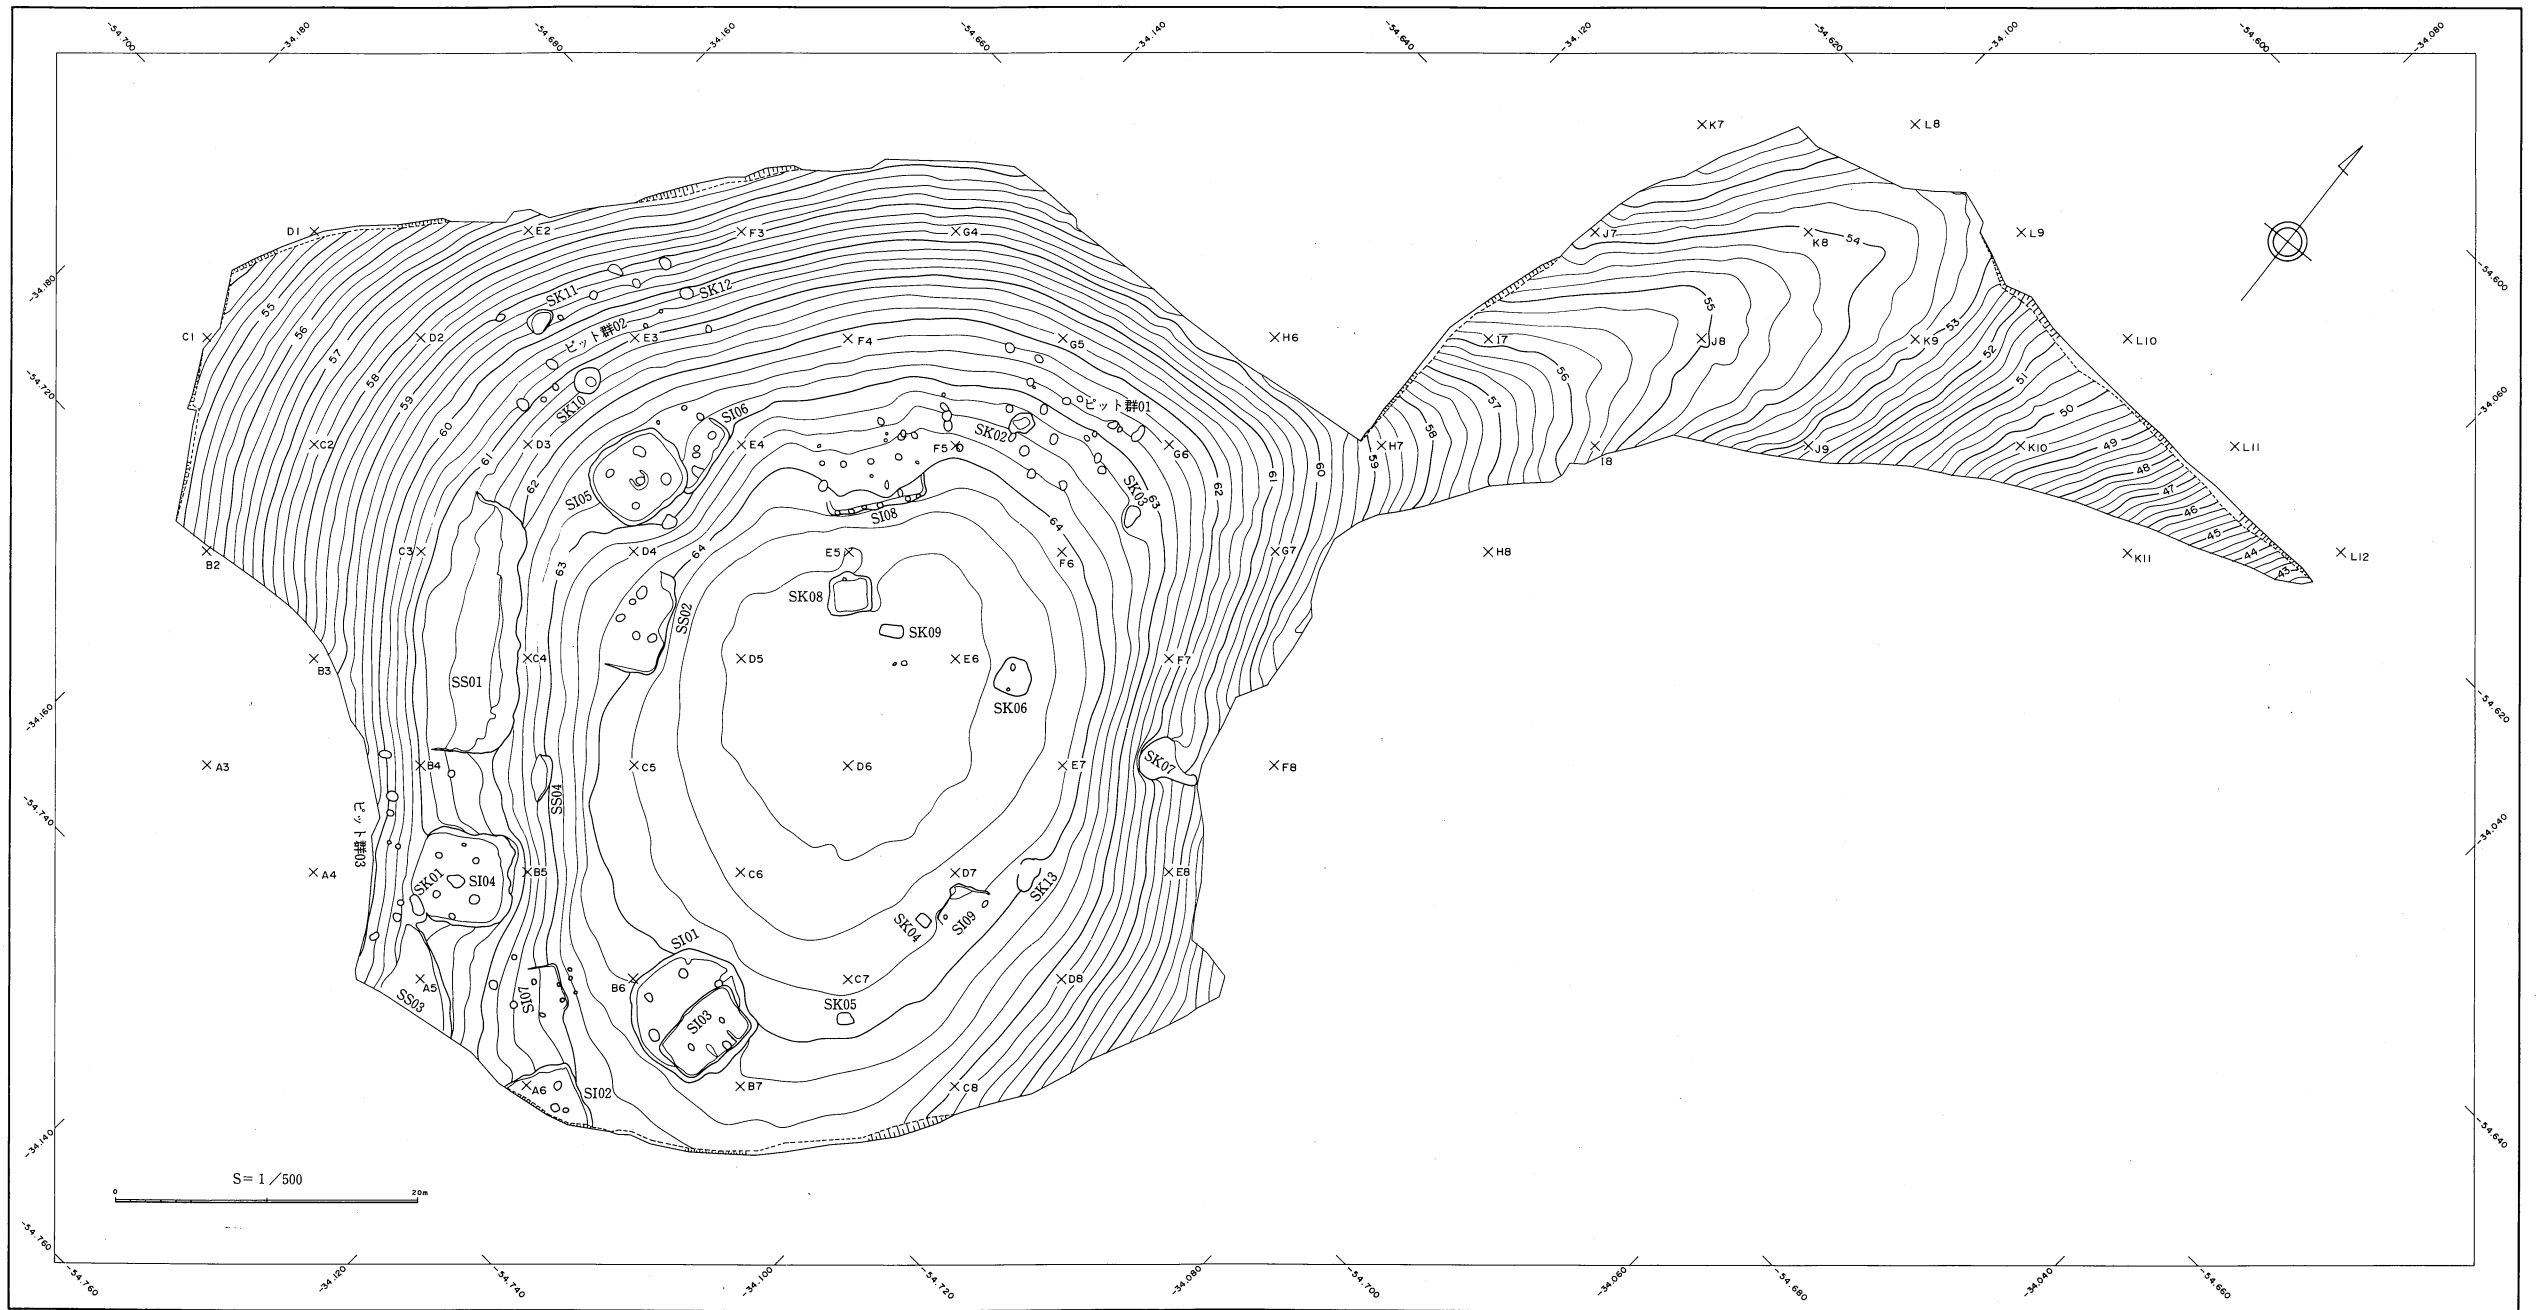 -54.700
-34.180
-54.680
-34.160
-54.660
-34.140
-54.640
-34.120
-54.620
-34.100
-54.600
-34.080
K7
L8
D1
E2
F3
G4
J7
K8
54
L9
-34.180
-54.600
55
56
57
58
59
60
61
62
63
64
SK11
SK12
ピット群02
C1
D2
E3
F4
G5
H6
I7
J8
K9
L10
55
53
52
51
50
49
48
47
46
45
44
43
56
57
58
59
-54.720
-34.060
SK10
SI06
ピット群01
SK02
C2
D3
E4
F5
G6
H7
I8
J9
K10
L11
SI05
SI08
SK03
63
62
61
60
64
B2
C3
D4
E5
F6
G7
H8
K11
L12
SK08
SK09
SS02
B3
C4
D5
E6
F7
SS01
SK06
-34.160
-54.620
A3
B4
C5
D6
E7
F8
SK07
SS04
ピット群03
-54.740
-34.040
A4
SK01
SI04
B5
C6
D7
E8
SK13
SK04
SI09
SI01
A5
B6
C7
D8
SS03
SI07
SI03
SK05
A6
SI02
B7
C8
-34.140
-54.640
S=1/500
0
20m
-54.760
-54.760
-34.120
-54.740
-34.100
-54.720
-34.080
-54.700
-34.060
-54.680
-34.040
-54.660